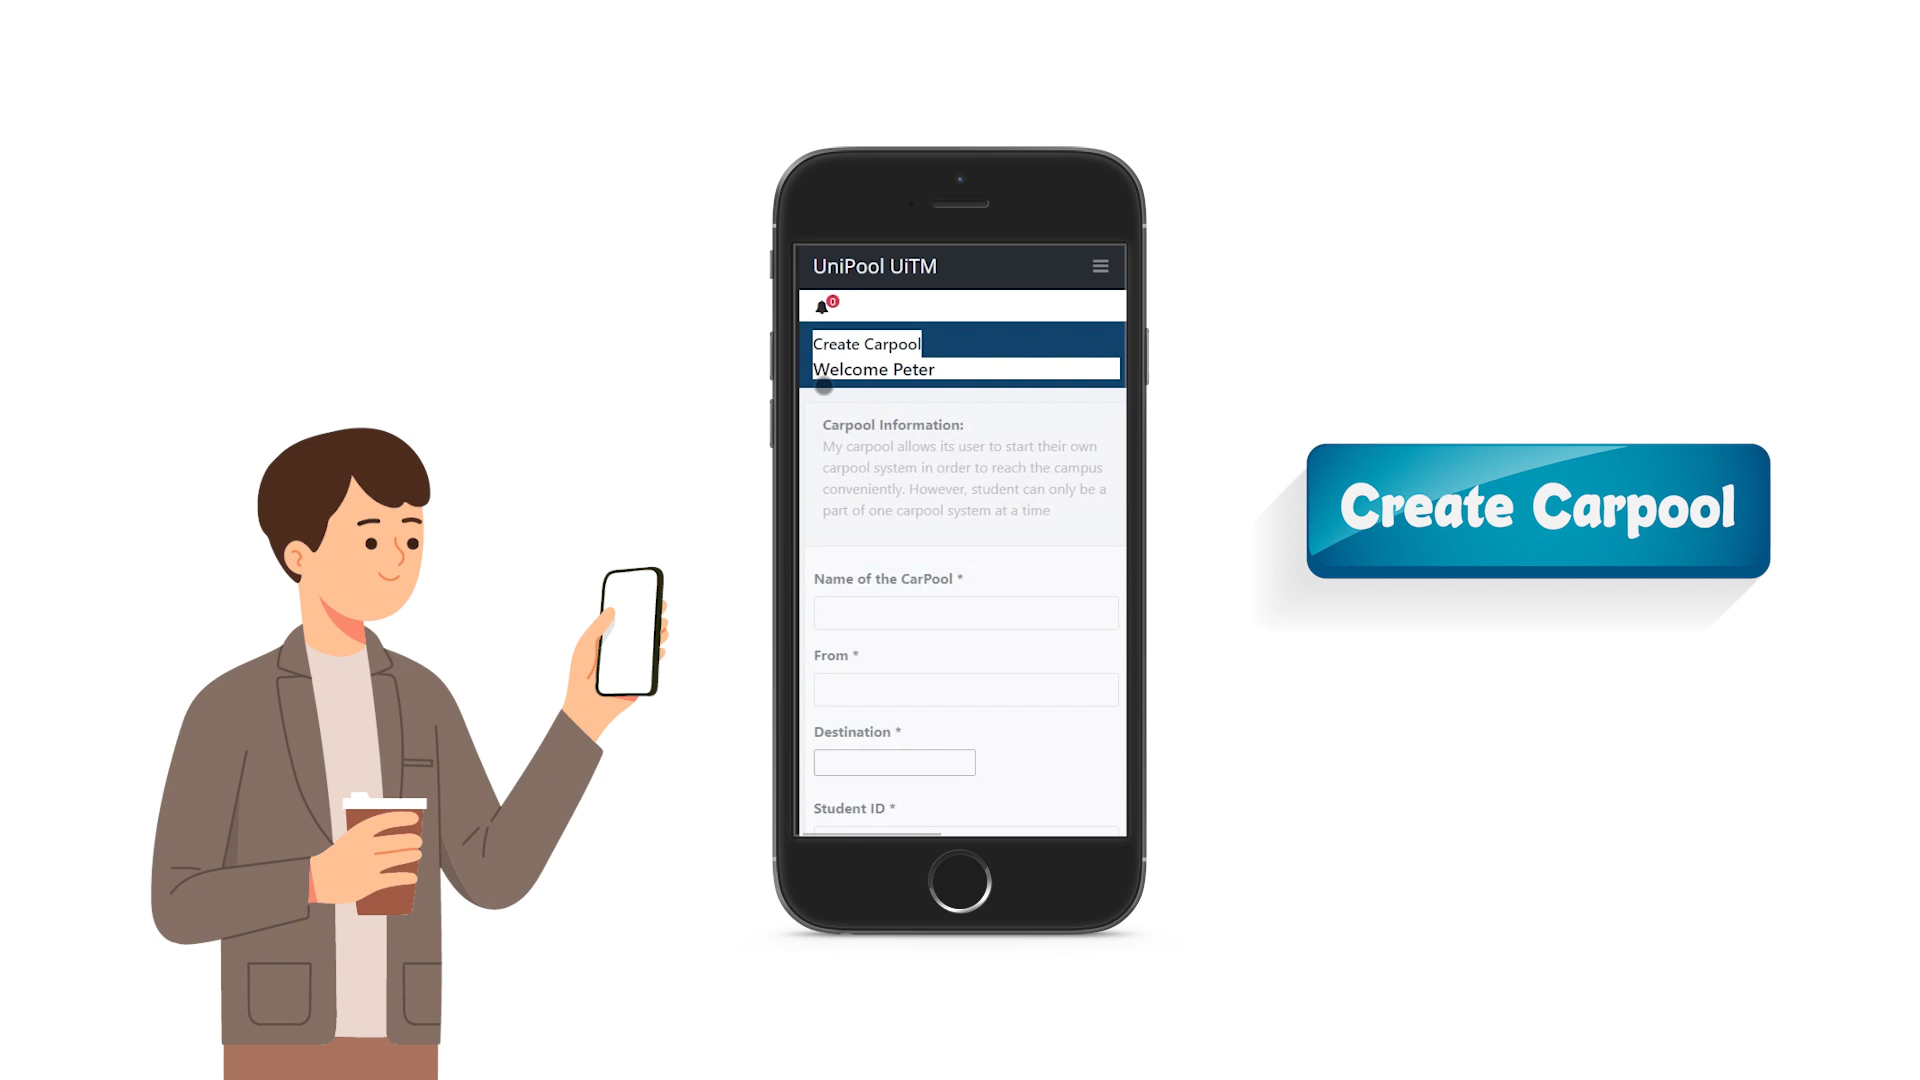 UniPool UiTM
0
Create Carpool
Welcome Peter
Carpool Information:
My carpool allows its user to start their own
carpool system in order to reach the campus
conveniently. However, student can only be a
part of one carpool system at a time
Name of the CarPool *
From *
Destination *
Student ID *
Create Carpool